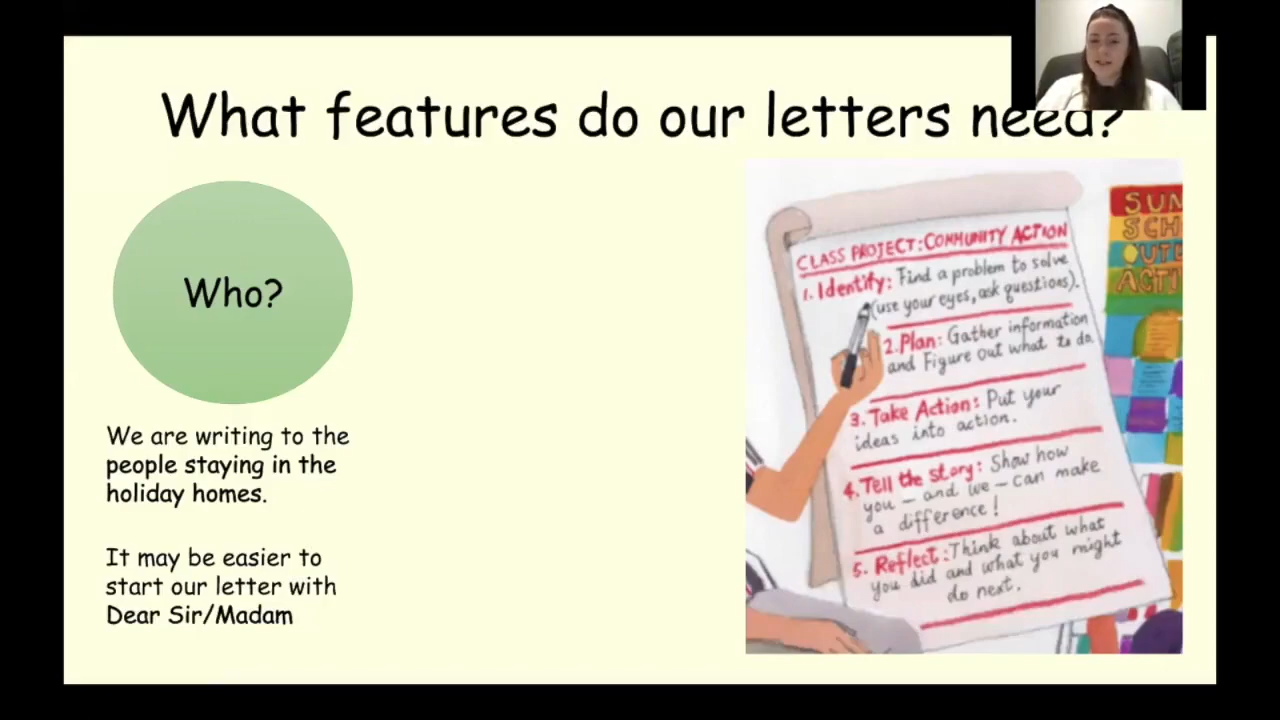 What features do our letters need?
Who?
We are writing to the
people staying in the
holiday homes.
It may be easier to
start our letter with
Dear Sir/Madam
CLASS PROJECT: COMMUNITY ACTION
1. Identify: Find a problem to solve
(use your eyes, ask questions).
2. Plan: Gather information
and Figure out what to do.
3. Take Action: Put your
ideas into action.
4. Tell the story: Show how
you – and we – can make
a difference!
5. Reflect: Think about what
you did and what you might
do next.
SUN
SCH
OUT
ACTI